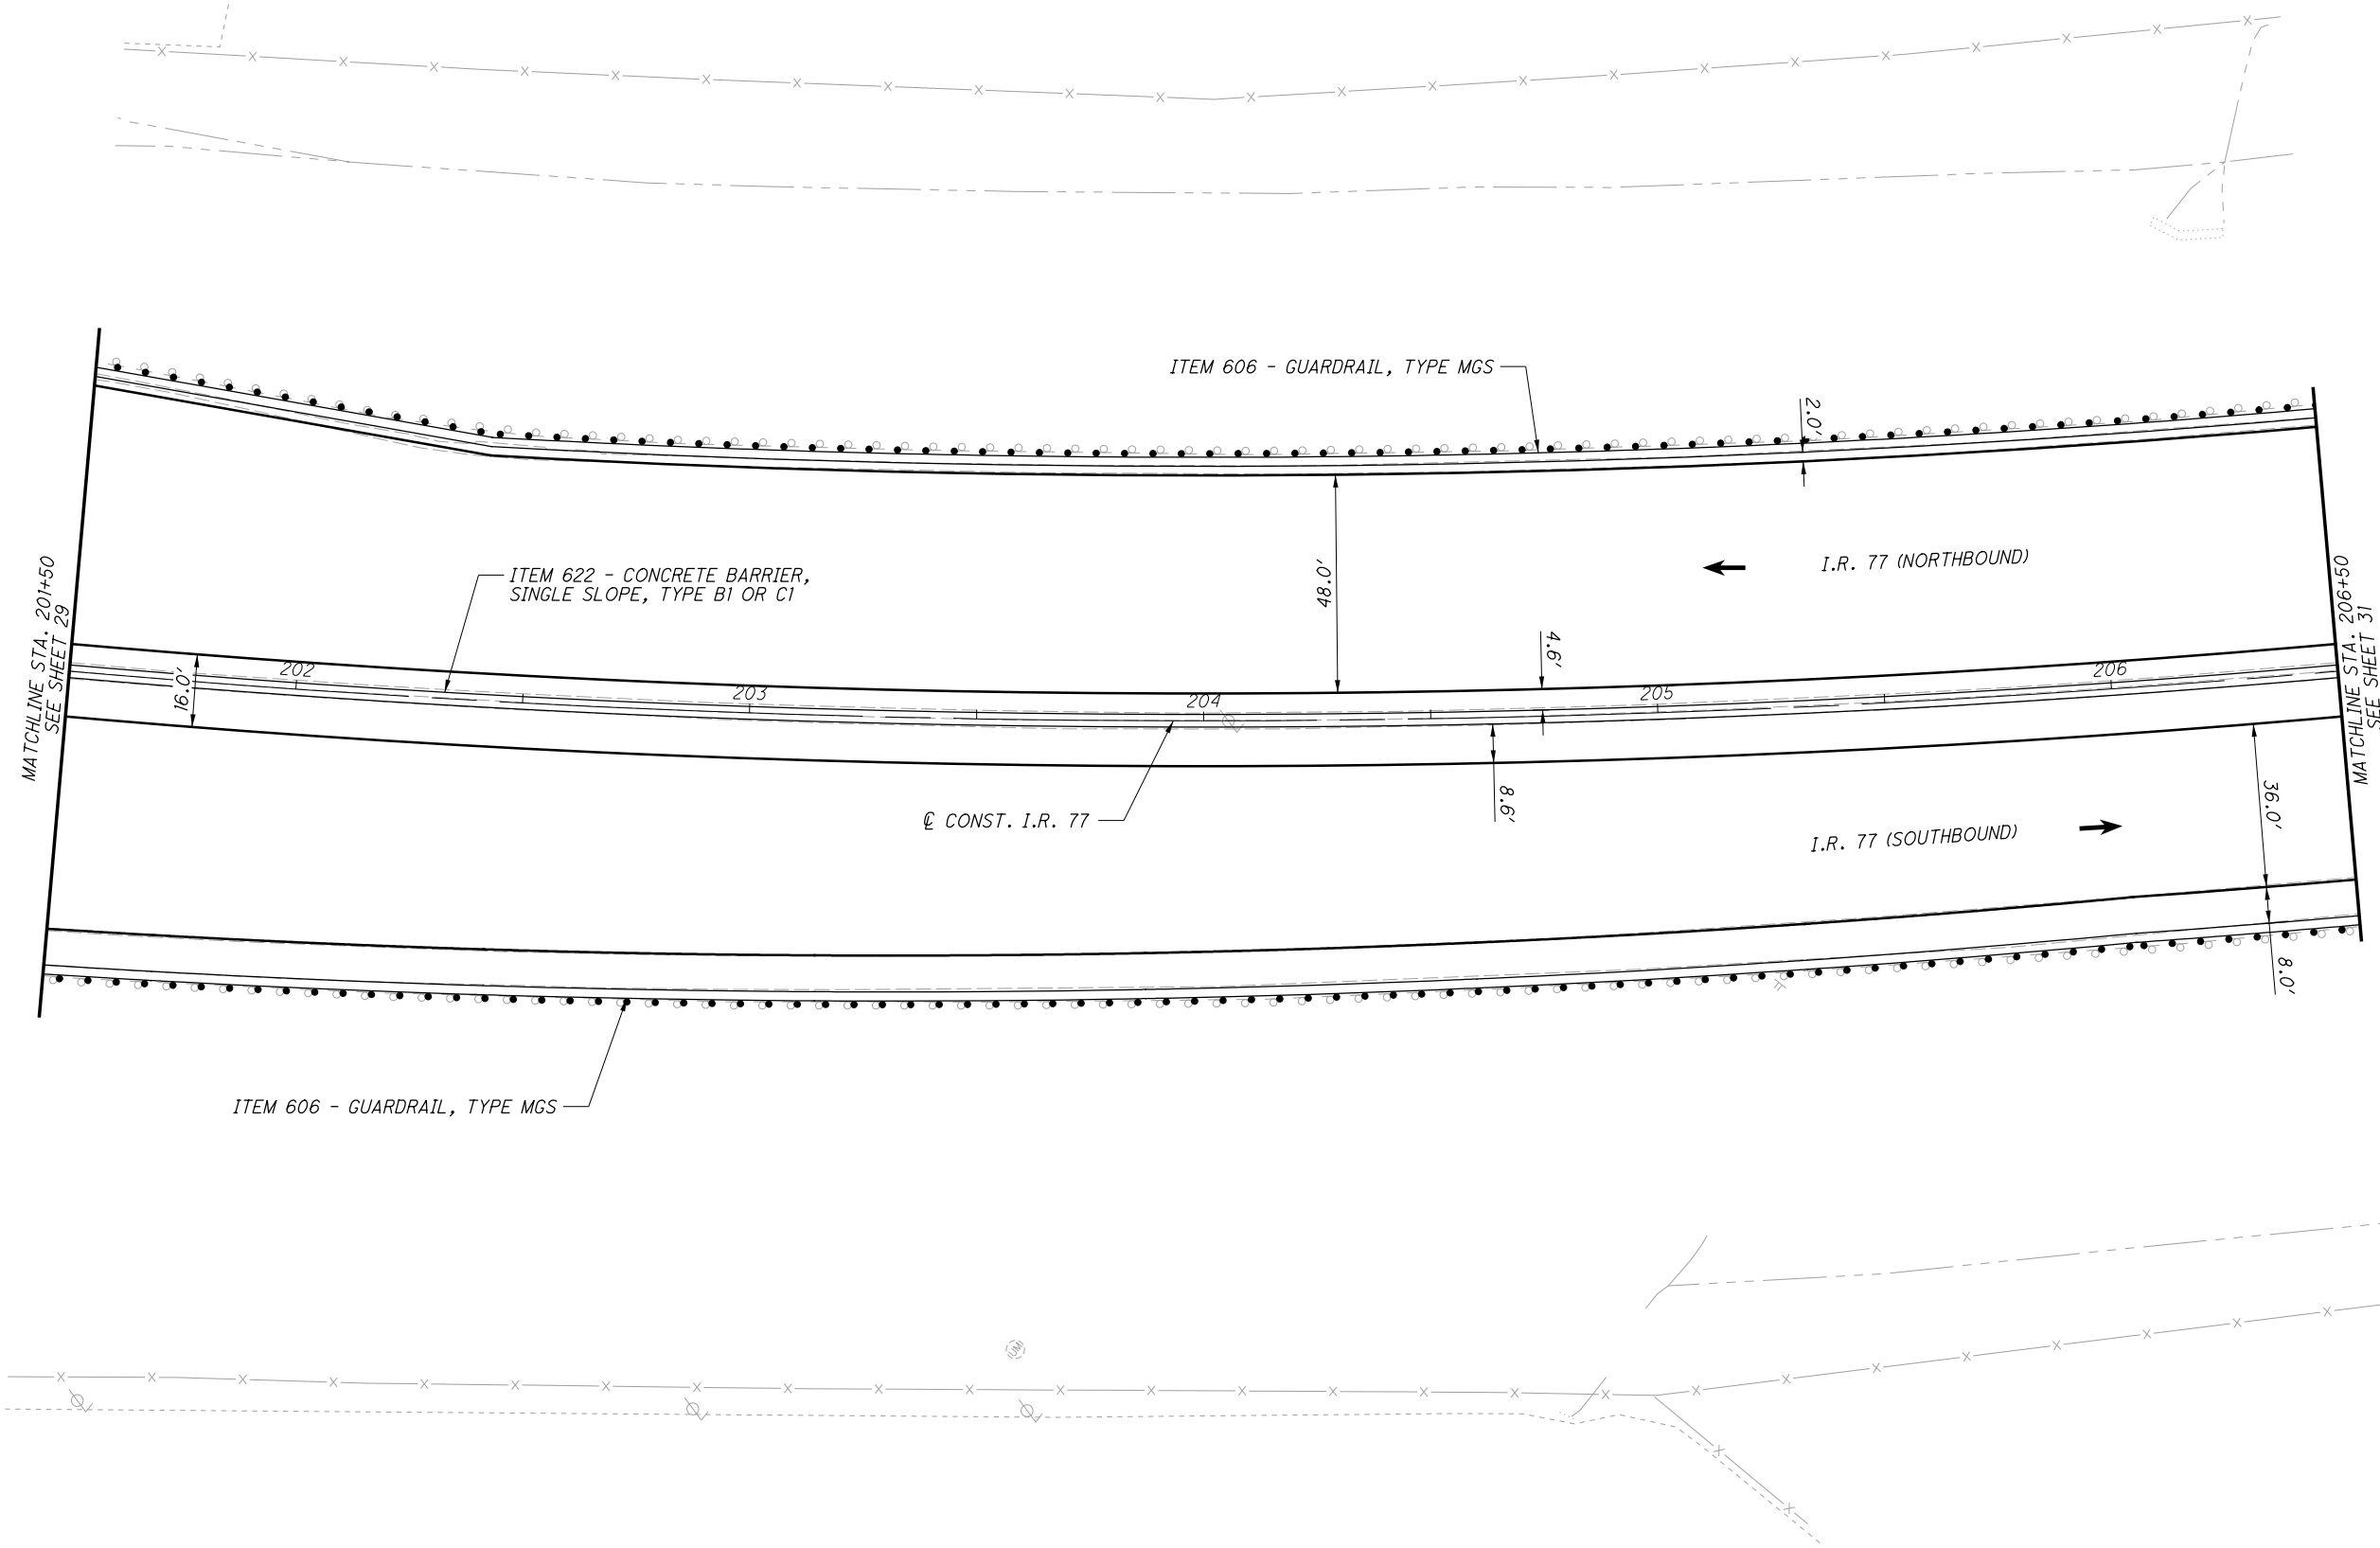 ITEM 606 - GUARDRAIL, TYPE MGS
2.0'
MATCHLINE STA. 201+50
SEE SHEET 29
ITEM 622 - CONCRETE BARRIER,
SINGLE SLOPE, TYPE B1 OR C1
48.0'
I.R. 77 (NORTHBOUND)
4.6'
MATCHLINE STA. 206+50
SEE SHEET 31
16.0'
202
203
204
205
206
℄ CONST. I.R. 77
8.6'
36.0'
I.R. 77 (SOUTHBOUND)
8.0'
ITEM 606 - GUARDRAIL, TYPE MGS